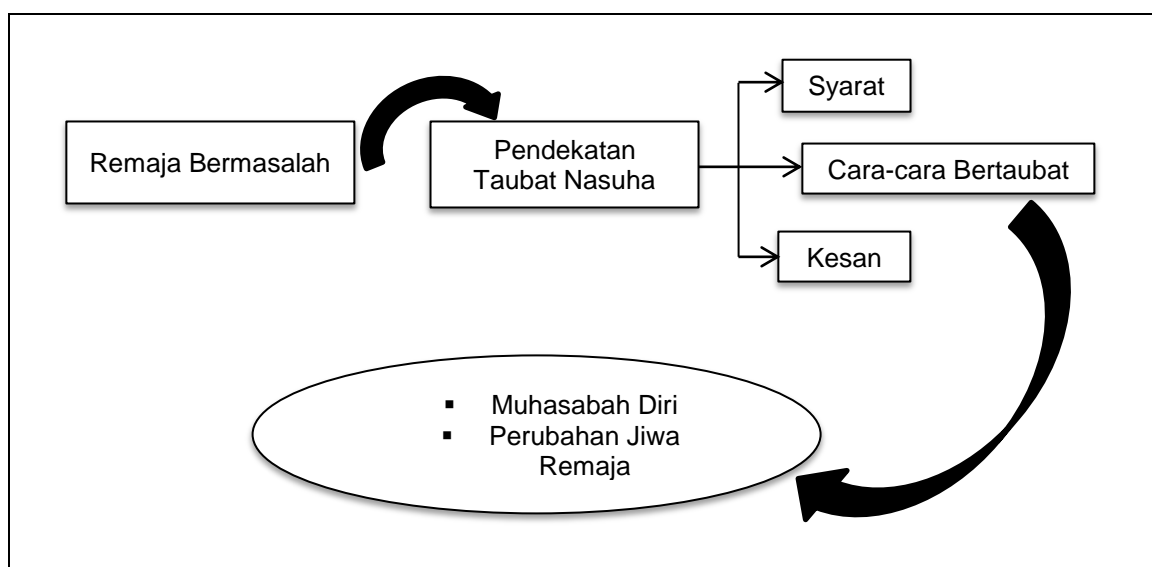 Remaja Bermasalah
Pendekatan
Taubat Nasuha
Syarat
Cara-cara Bertaubat
Kesan
▪ Muhasabah Diri
▪ Perubahan Jiwa
Remaja